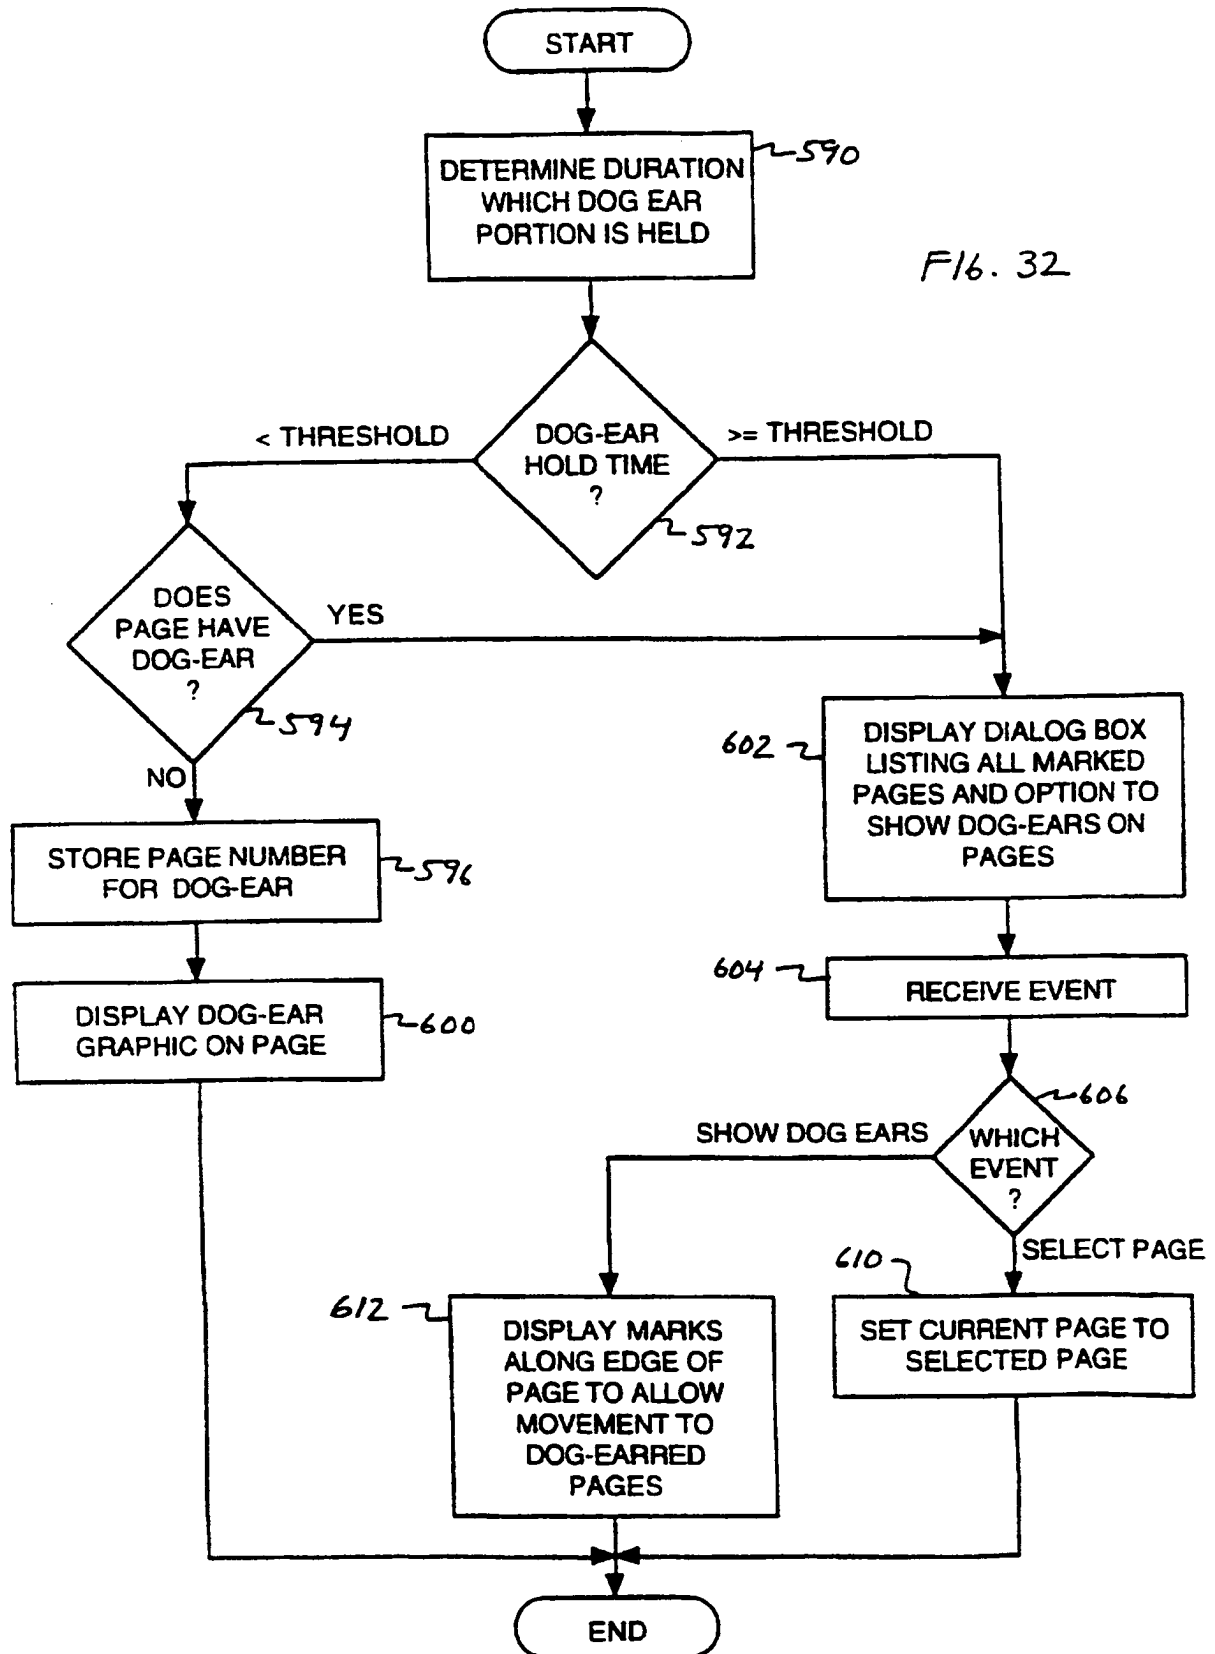 START
DETERMINE DURATION
WHICH DOG EAR
PORTION IS HELD
590
FIG. 32
DOG-EAR
HOLD TIME
?
< THRESHOLD
>= THRESHOLD
592
DOES
PAGE HAVE
DOG-EAR
?
YES
594
NO
STORE PAGE NUMBER
FOR DOG-EAR
596
DISPLAY DOG-EAR
GRAPHIC ON PAGE
600
602
DISPLAY DIALOG BOX
LISTING ALL MARKED
PAGES AND OPTION TO
SHOW DOG-EARS ON
PAGES
604
RECEIVE EVENT
606
WHICH
EVENT
?
SHOW DOG EARS
SELECT PAGE
610
SET CURRENT PAGE TO
SELECTED PAGE
612
DISPLAY MARKS
ALONG EDGE OF
PAGE TO ALLOW
MOVEMENT TO
DOG-EARRED
PAGES
END